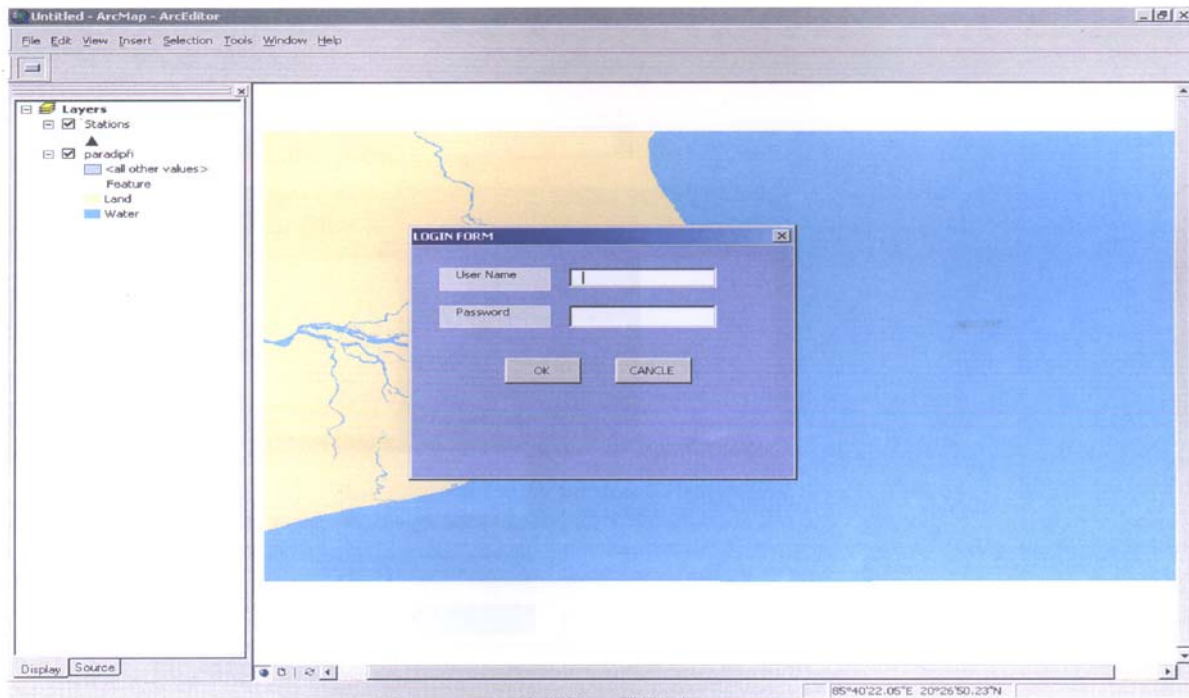 Untitled - ArcMap - ArcEditor
File Edit View Insert Selection Tools Window Help
Layers
Stations
paradipfi
<all other values>
Feature
Land
Water
LOGIN FORM
User Name
Password
OK CANCLE
Display Source
85°40'22.05"E 20°26'50.23"N